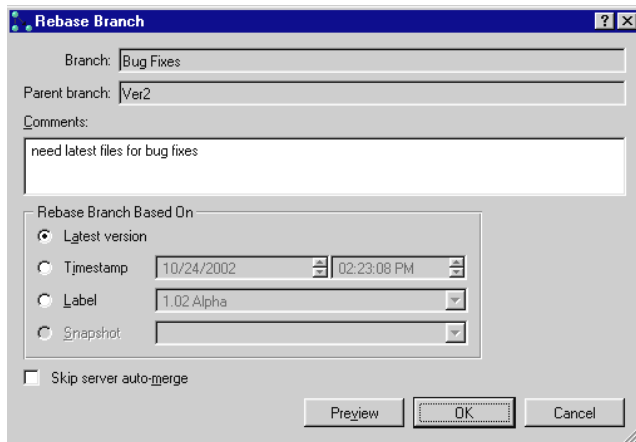 Rebase Branch
Branch: Bug Fixes
Parent branch: Ver2
Comments:
need latest files for bug fixes
Rebase Branch Based On
Latest version
Timestamp 10/24/2002 02:23:08 PM
Label 1.02 Alpha
Snapshot
Skip server auto-merge
Preview OK Cancel